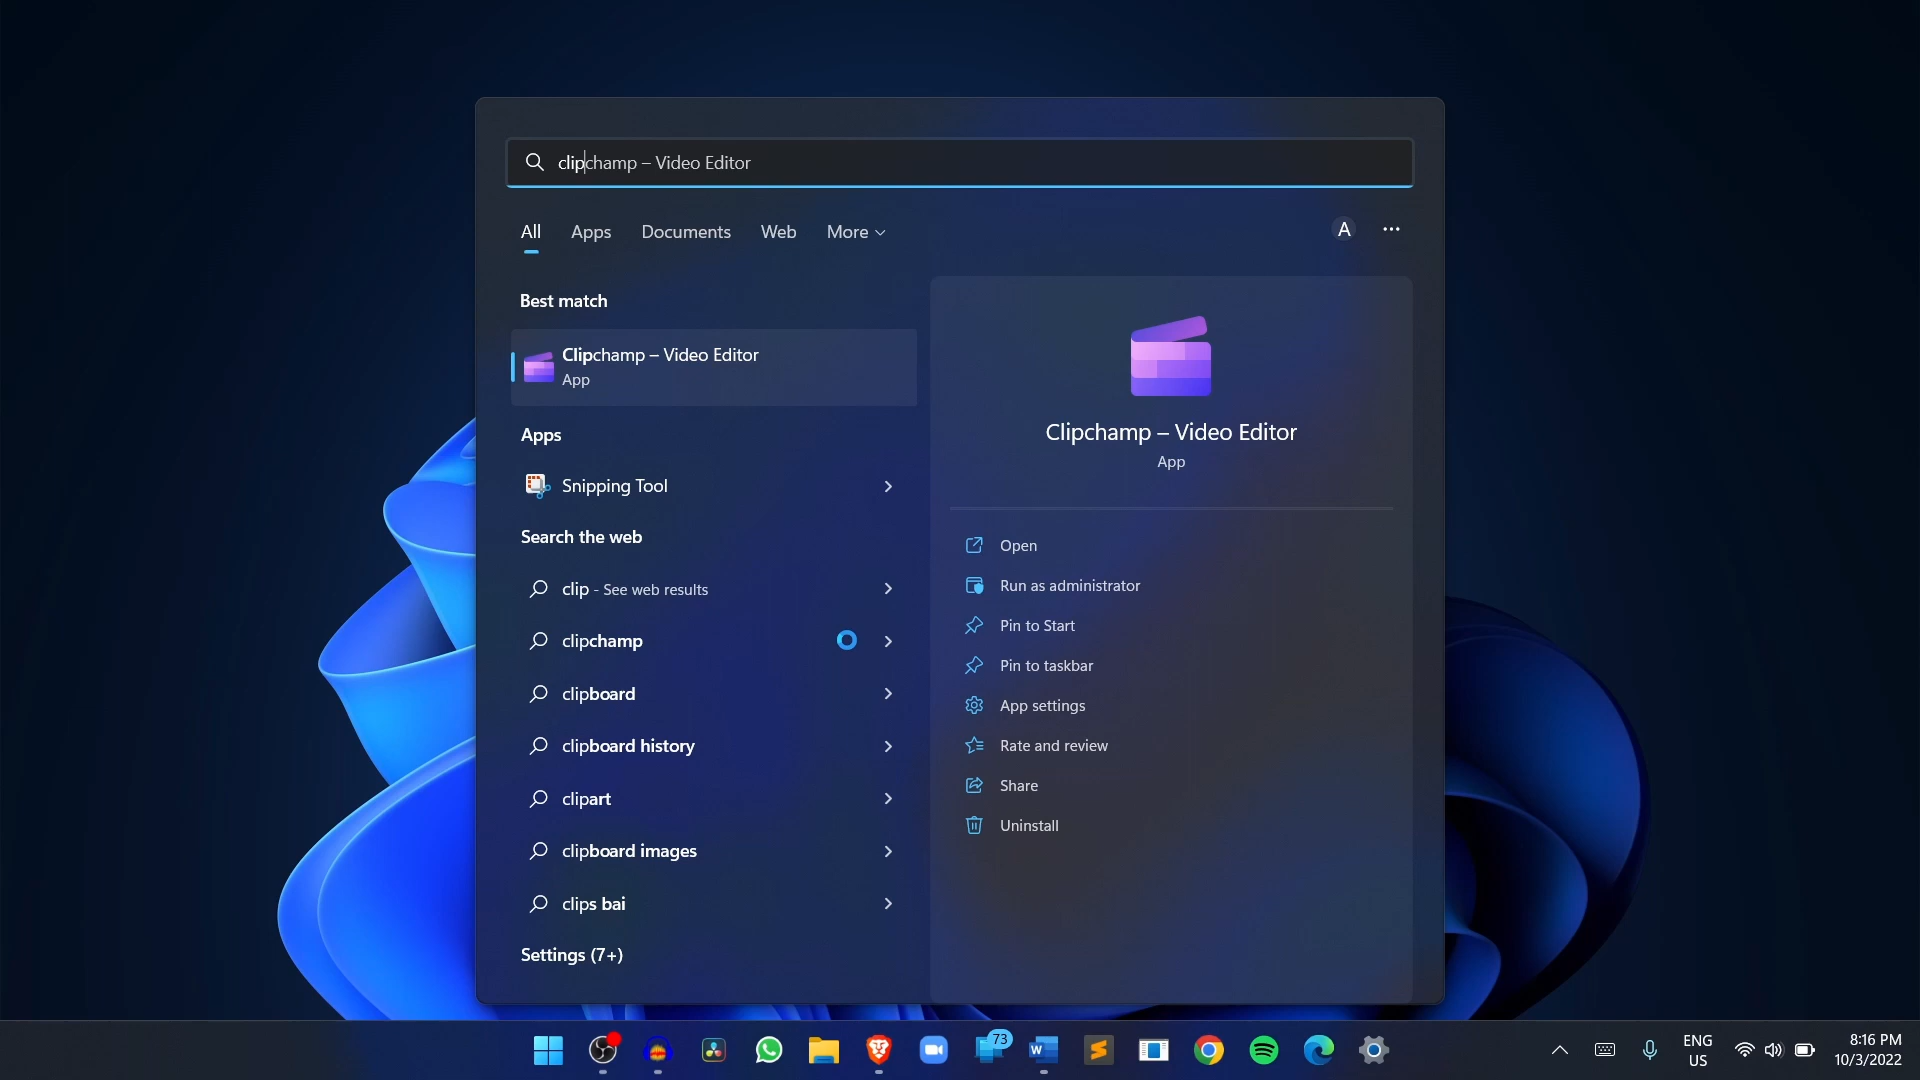 clipchamp – Video Editor
All Apps Documents Web More
A
Best match
Clipchamp – Video Editor
App
Apps
Snipping Tool
Search the web
clip - See web results
clipchamp
clipboard
clipboard history
clipart
clipboard images
clips bai
Settings (7+)
Clipchamp – Video Editor
App
Open
Run as administrator
Pin to Start
Pin to taskbar
App settings
Rate and review
Share
Uninstall
73
W
ENG
US
8:16 PM
10/3/2022